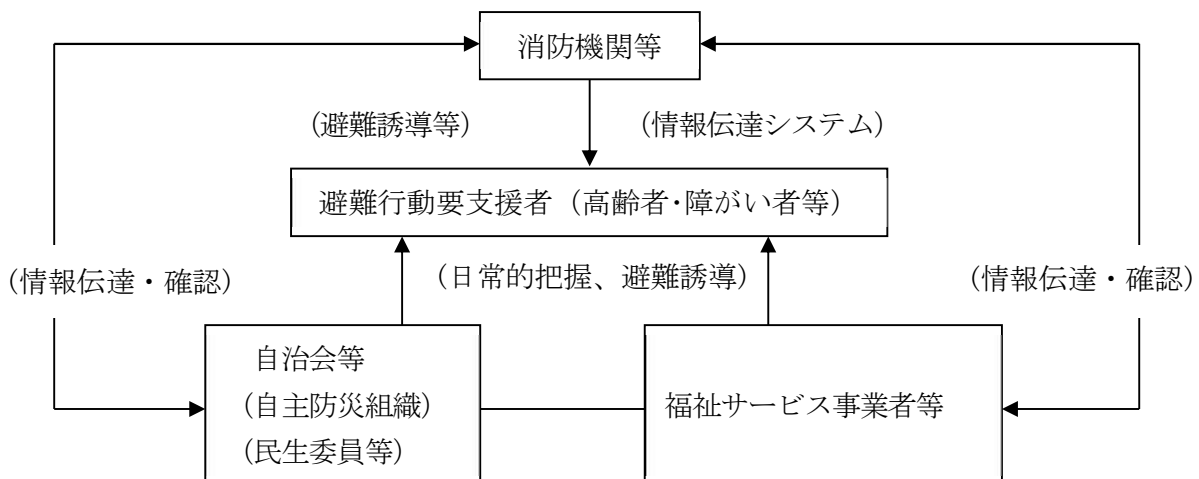 消防機関等
(避難誘導等)
(情報伝達システム)
避難行動要支援者（高齢者・障がい者等）
(情報伝達・確認)
(日常的把握、避難誘導)
(情報伝達・確認)
自治会等
(自主防災組織)
(民生委員等)
福祉サービス事業者等